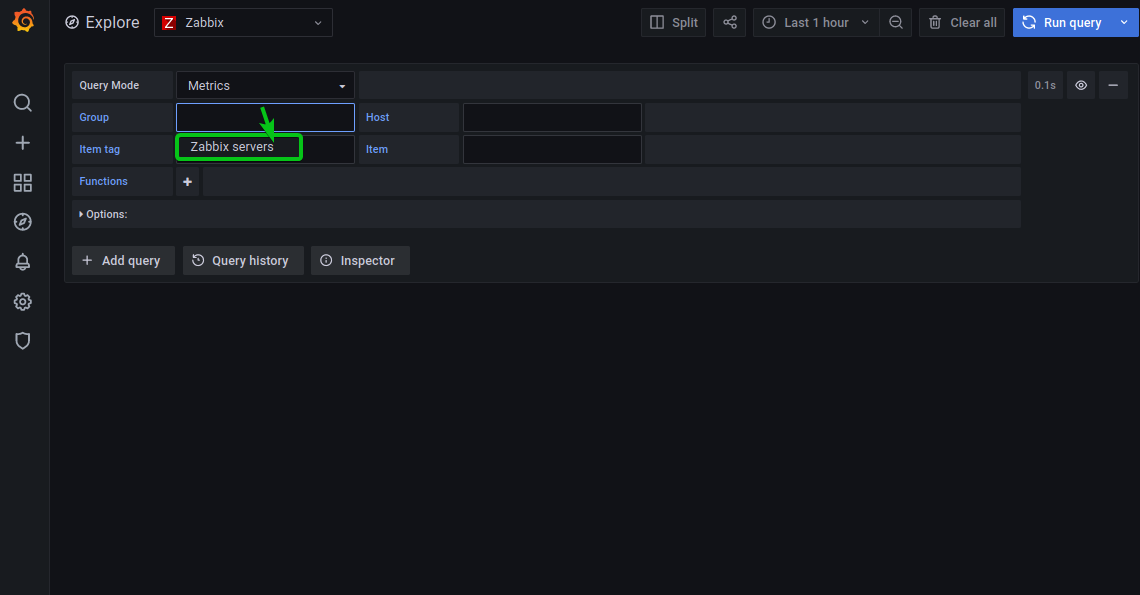 Explore Z Zabbix Split Last 1 hour Clear all Run query
Query Mode Metrics 0.1s
Group Host
Zabbix servers
Item tag Item
Functions +
Options:
+ Add query Query history Inspector